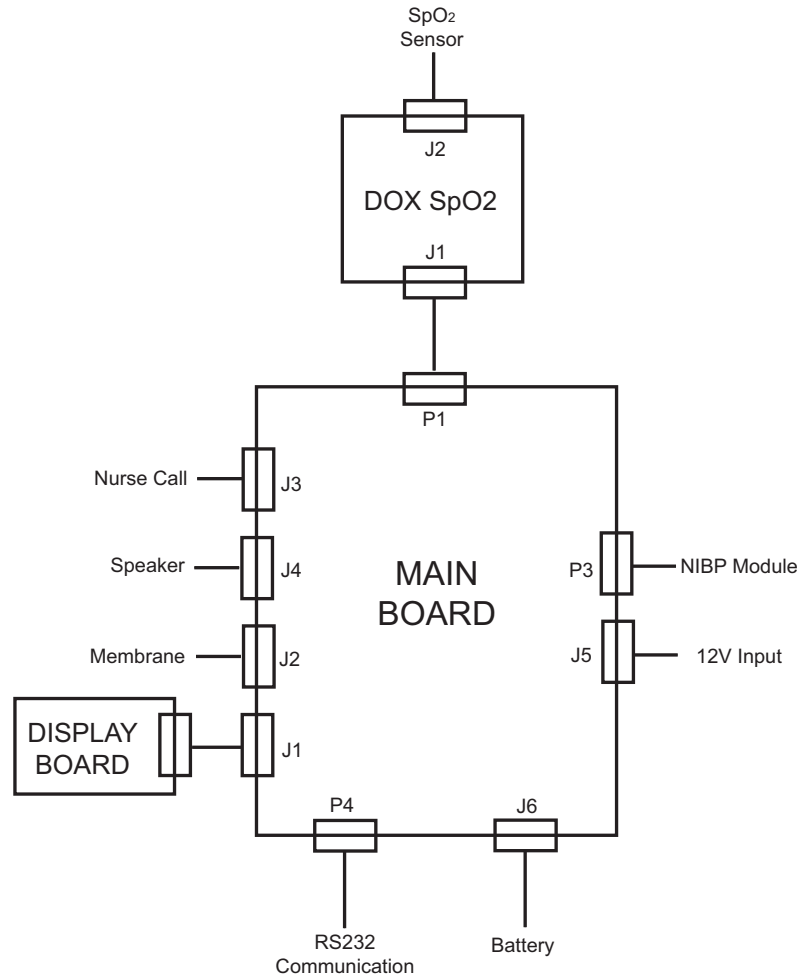 SpO₂
Sensor
J2
DOX SpO2
J1
P1
Nurse Call
J3
Speaker
J4
MAIN
BOARD
P3
NIBP Module
Membrane
J2
J5
12V Input
DISPLAY
BOARD
J1
P4
J6
RS232
Communication
Battery